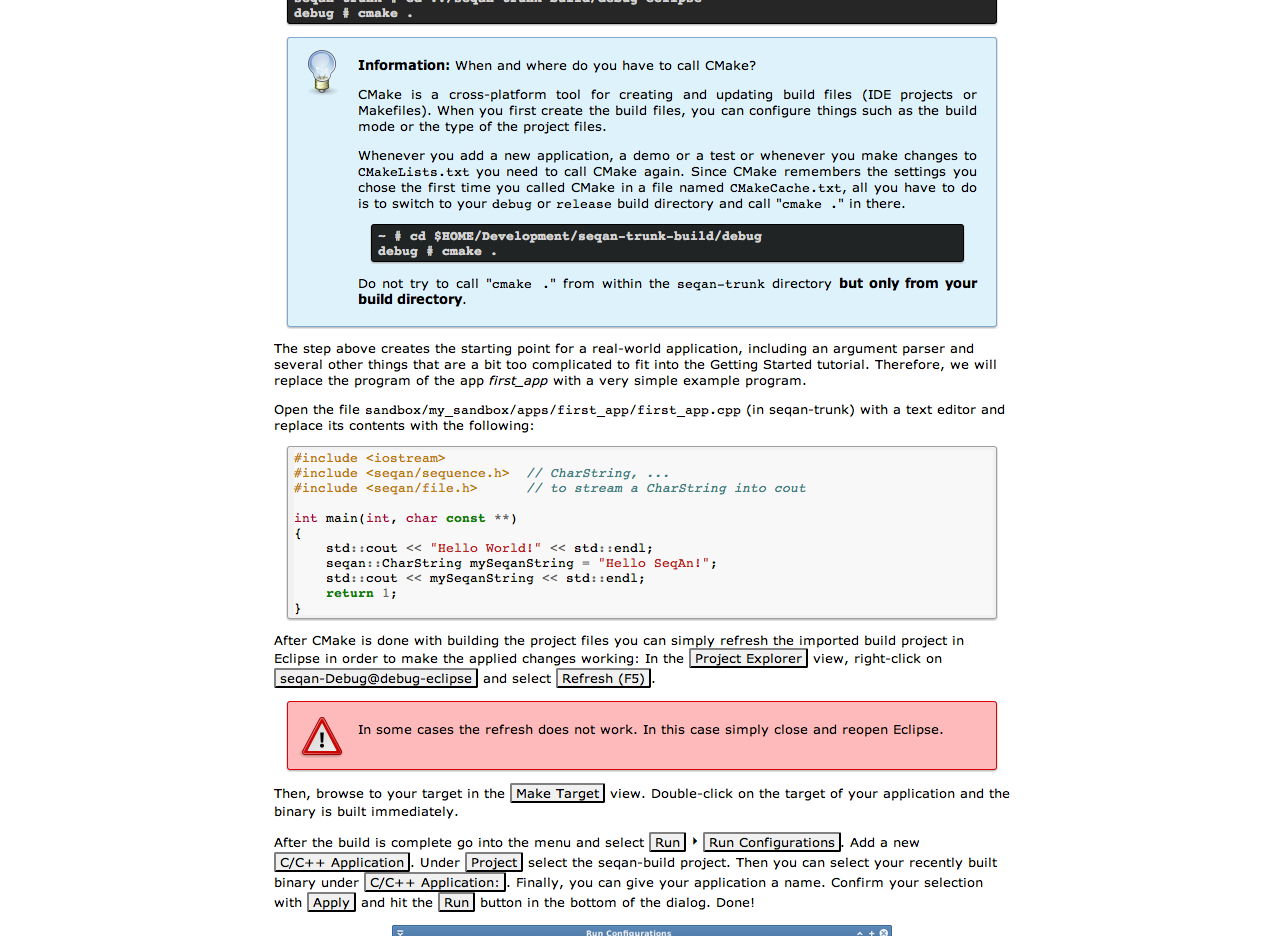 debug # cmake .
Information: When and where do you have to call CMake?
CMake is a cross-platform tool for creating and updating build files (IDE projects or
Makefiles). When you first create the build files, you can configure things such as the build
mode or the type of the project files.
Whenever you add a new application, a demo or a test or whenever you make changes to
CMakeLists.txt you need to call CMake again. Since CMake remembers the settings you
chose the first time you called CMake in a file named CMakeCache.txt, all you have to do
is to switch to your debug or release build directory and call "cmake ." in there.
~ # cd $HOME/Development/seqan-trunk-build/debug
debug # cmake .
Do not try to call "cmake ." from within the seqan-trunk directory but only from your
build directory.
The step above creates the starting point for a real-world application, including an argument parser and
several other things that are a bit too complicated to fit into the Getting Started tutorial. Therefore, we will
replace the program of the app first_app with a very simple example program.
Open the file sandbox/my_sandbox/apps/first_app/first_app.cpp (in seqan-trunk) with a text editor and
replace its contents with the following:
#include <iostream>
#include <seqan/sequence.h>  // CharString, ...
#include <seqan/file.h>      // to stream a CharString into cout
int main(int, char const **)
{
    std::cout << "Hello World!" << std::endl;
    seqan::CharString mySeqanString = "Hello SeqAn!";
    std::cout << mySeqanString << std::endl;
    return 1;
}
After CMake is done with building the project files you can simply refresh the imported build project in
Eclipse in order to make the applied changes working: In the Project Explorer view, right-click on
seqan-Debug@debug-eclipse and select Refresh (F5).
In some cases the refresh does not work. In this case simply close and reopen Eclipse.
Then, browse to your target in the Make Target view. Double-click on the target of your application and the
binary is built immediately.
After the build is complete go into the menu and select Run ‣ Run Configurations. Add a new
C/C++ Application. Under Project select the seqan-build project. Then you can select your recently built
binary under C/C++ Application:. Finally, you can give your application a name. Confirm your selection
with Apply and hit the Run button in the bottom of the dialog. Done!
Run Configurations